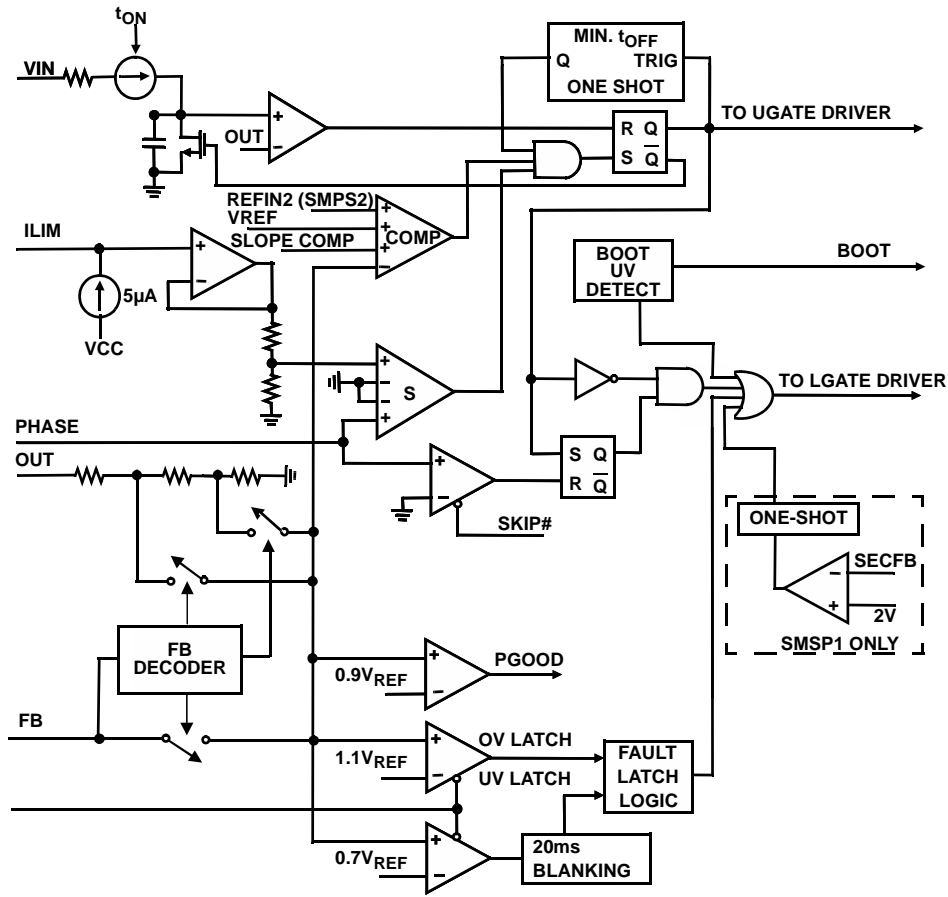 tON
VIN
OUT
MIN. tOFF
Q TRIG
ONE SHOT
R Q
S Q
TO UGATE DRIVER
REFIN2 (SMPS2)
VREF
SLOPE COMP
COMP
ILIM
5µA
VCC
BOOT
UV
DETECT
BOOT
S
TO LGATE DRIVER
PHASE
OUT
S Q
R Q
SKIP#
ONE-SHOT
SECFB
2V
SMSP1 ONLY
FB
DECODER
FB
0.9VREF
PGOOD
1.1VREF
OV LATCH
UV LATCH
FAULT
LATCH
LOGIC
0.7VREF
20ms
BLANKING